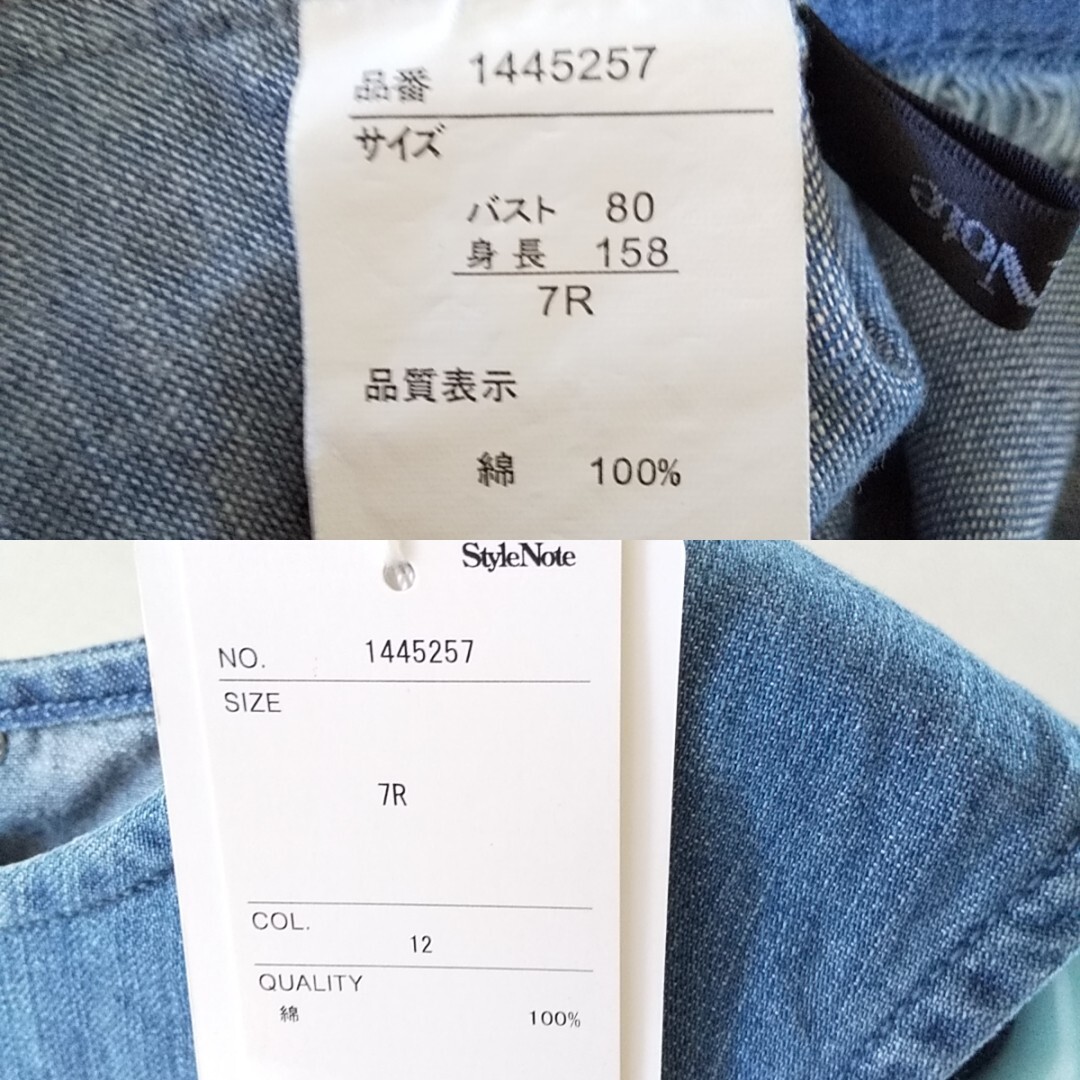 品番 1445257
サイズ
バスト 80
身長 158
7R
品質表示
綿 100%
Note
StyleNote
NO. 1445257
SIZE
7R
COL.
12
QUALITY
綿 100%